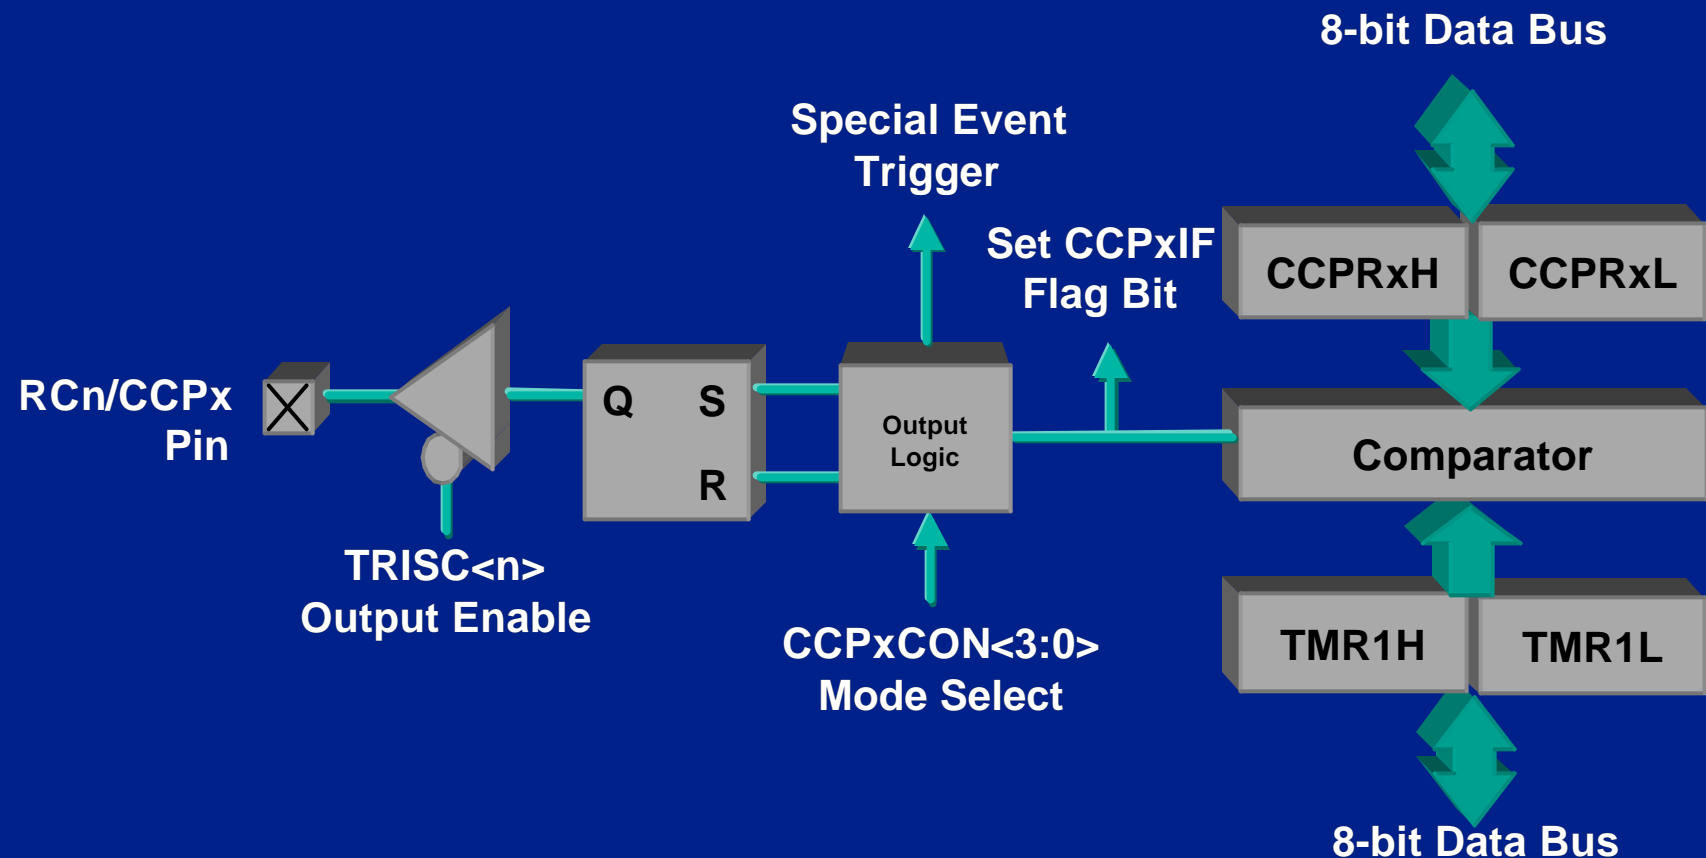 8-bit Data Bus
Special Event
Trigger
Set CCPxIF
Flag Bit
CCPRxH
CCPRxL
RCn/CCPx
Pin
Q
S
R
Output
Logic
Comparator
TRISC<n>
Output Enable
CCPxCON<3:0>
Mode Select
TMR1H
TMR1L
8-bit Data Bus